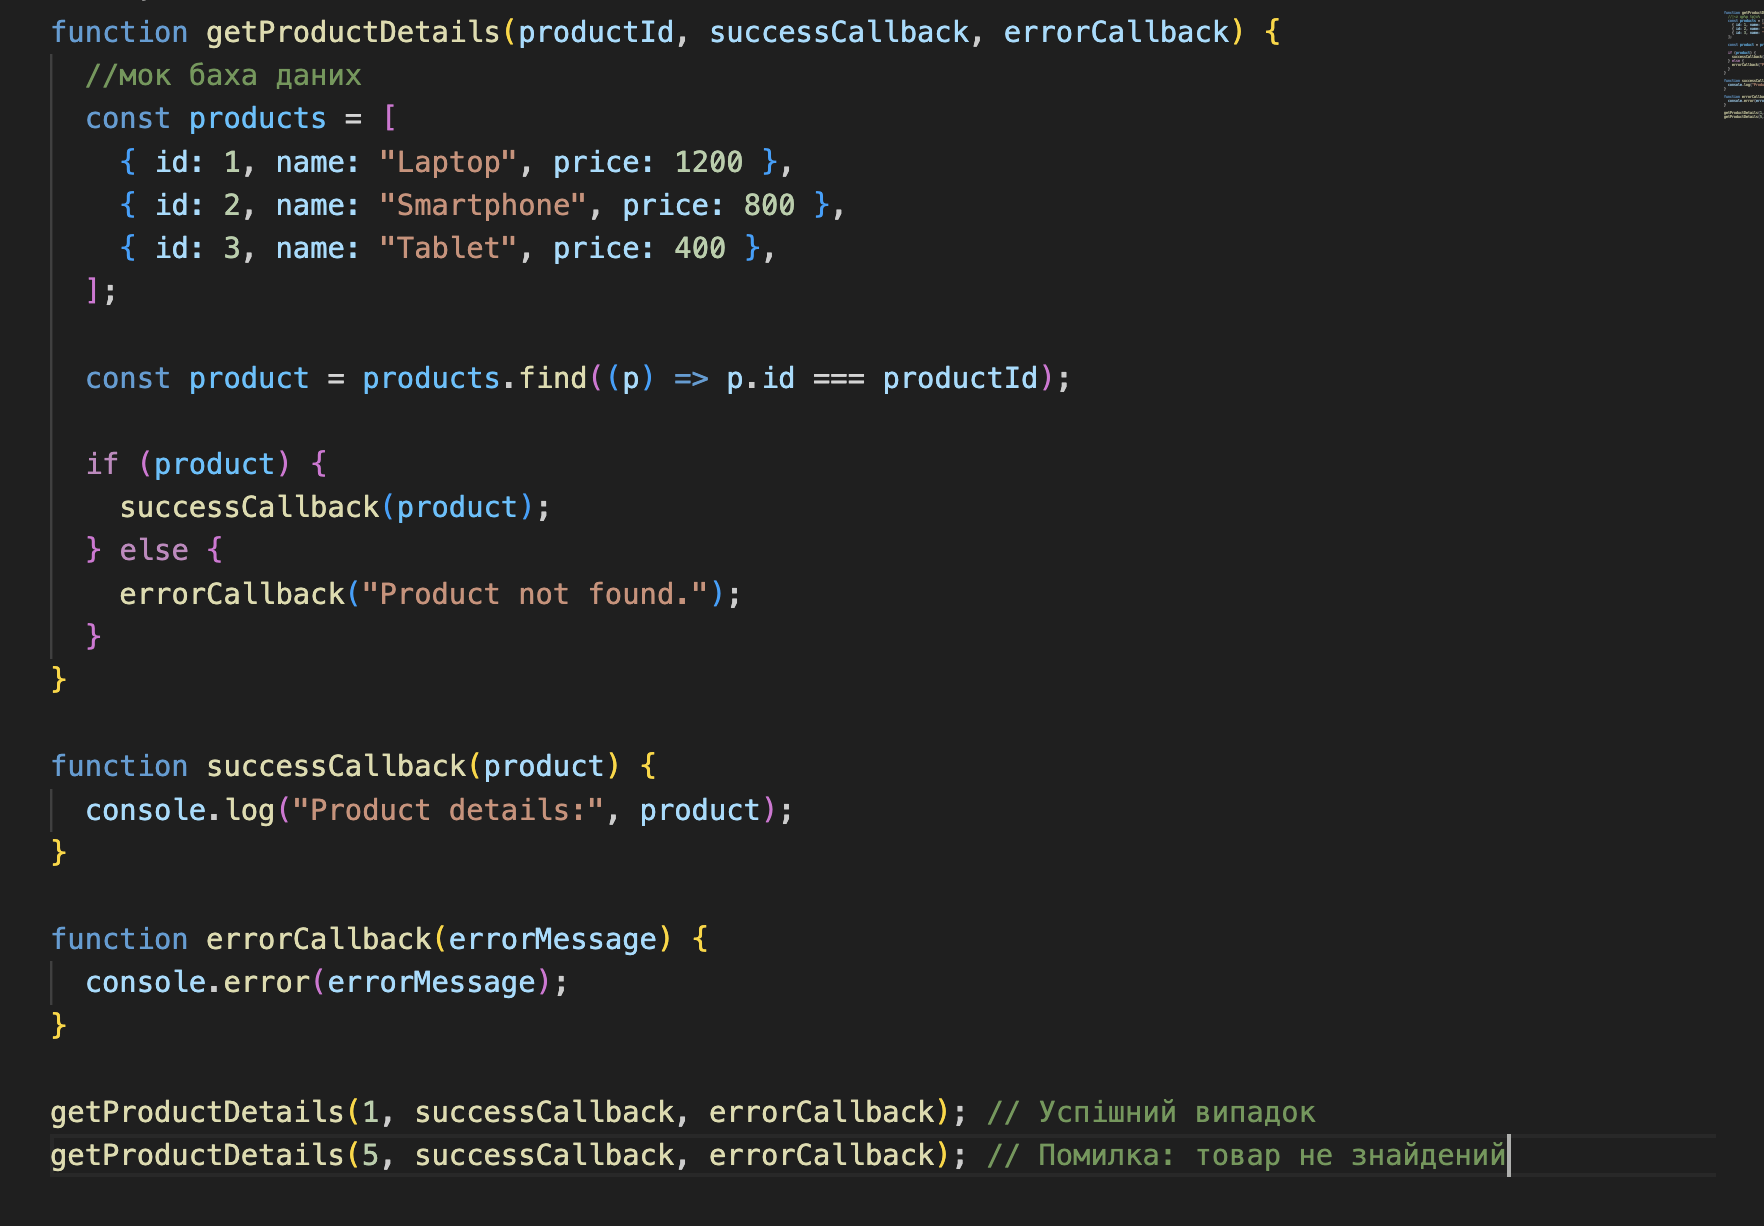 function getProductDetails(productId, successCallback, errorCallback) {
//мок баха даних
const products = [
{ id: 1, name: "Laptop", price: 1200 },
{ id: 2, name: "Smartphone", price: 800 },
{ id: 3, name: "Tablet", price: 400 },
];
const product = products.find((p) => p.id === productId);
if (product) {
successCallback(product);
} else {
errorCallback("Product not found.");
}
}
function successCallback(product) {
console.log("Product details:", product);
}
function errorCallback(errorMessage) {
console.error(errorMessage);
}
getProductDetails(1, successCallback, errorCallback); // Успішний випадок
getProductDetails(5, successCallback, errorCallback); // Помилка: товар не знайдений